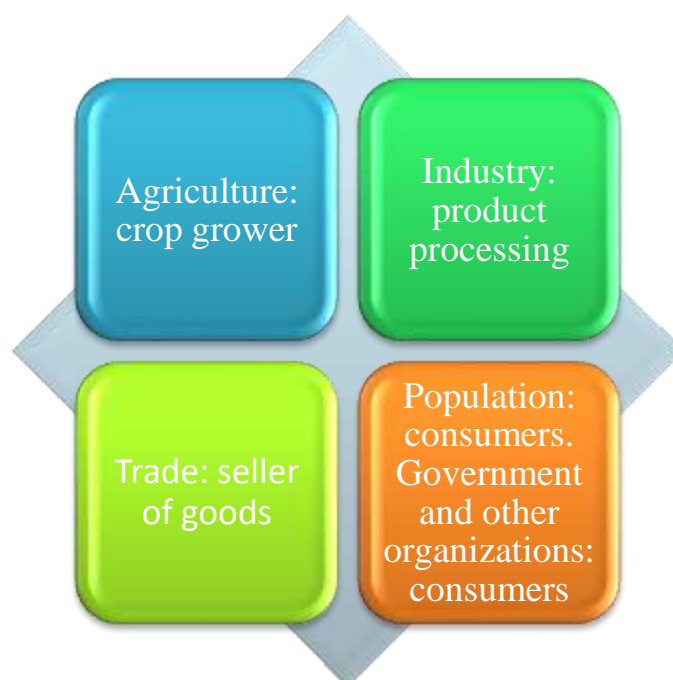 Agriculture:
crop grower
Industry:
product
processing
Trade: seller
of goods
Population:
consumers.
Government
and other
organizations:
consumers